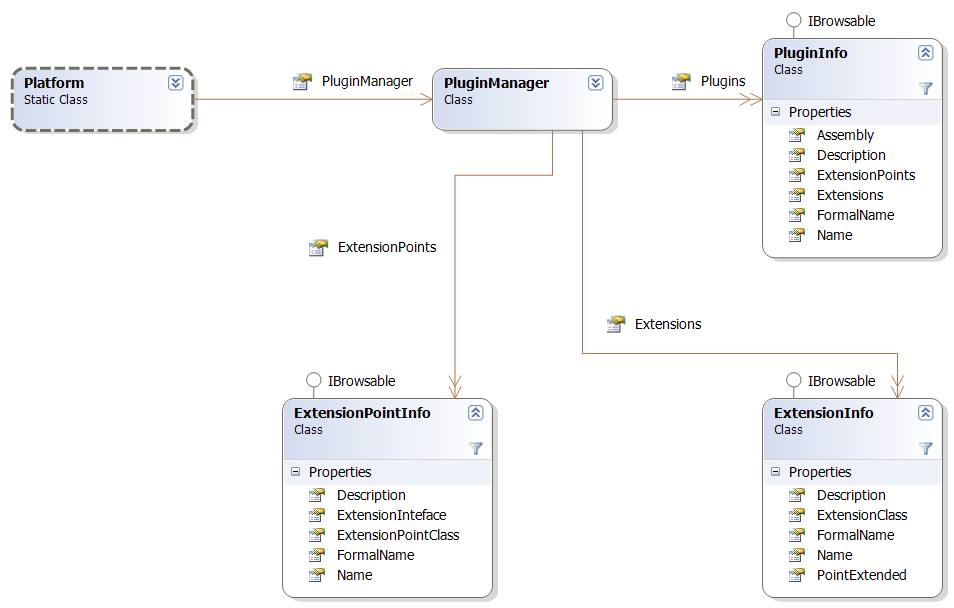 IBrowsable
Platform
Static Class
PluginManager
PluginManager
Class
Plugins
PluginInfo
Class
Properties
Assembly
Description
ExtensionPoints
Extensions
FormalName
Name
ExtensionPoints
Extensions
IBrowsable
ExtensionPointInfo
Class
Properties
Description
ExtensionInteface
ExtensionPointClass
FormalName
Name
IBrowsable
ExtensionInfo
Class
Properties
Description
ExtensionClass
FormalName
Name
PointExtended